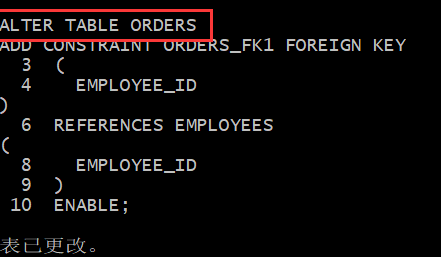 ALTER TABLE ORDERS
ADD CONSTRAINT ORDERS_FK1 FOREIGN KEY
3 (
4 EMPLOYEE_ID
)
6 REFERENCES EMPLOYEES
(
8 EMPLOYEE_ID
9 )
10 ENABLE;
表已更改。